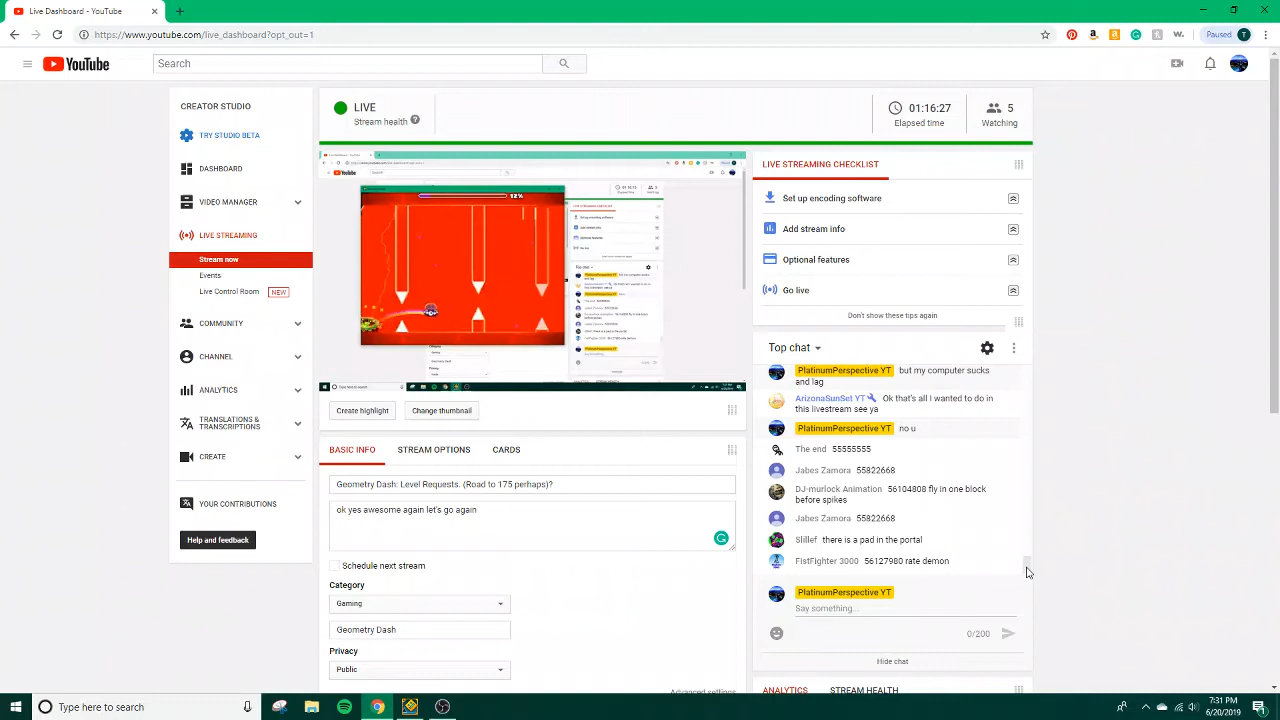 Live Dashboard - YouTube
https://www.youtube.com/live_dashboard?opt_out=1
Paused T
YouTube
Search
CREATOR STUDIO
TRY STUDIO BETA
DASHBOARD
VIDEO MANAGER
LIVE STREAMING
Stream now
Events
Live Control Room NEW
COMMUNITY
CHANNEL
ANALYTICS
TRANSLATIONS &
TRANSCRIPTIONS
CREATE
YOUR CONTRIBUTIONS
Help and feedback
LIVE
Stream health ?
01:16:27
Elapsed time
5
Watching
12%
Create highlight
Change thumbnail
BASIC INFO
STREAM OPTIONS
CARDS
Geometry Dash: Level Requests. (Road to 175 perhaps)?
ok yes awesome again let's go again
Schedule next stream
Category
Gaming
Geometry Dash
Privacy
Public
Advanced settings
LIVE STREAMING CHECKLIST
Set up encoding software
Add stream info
Optional features
Go live
Don't show these tips again
Top chat
PlatinumPerspective YT but my computer sucks
and lag
ArizonaSunSet YT Ok that's all I wanted to do in
this livestream see ya
PlatinumPerspective YT no u
The end 55555555
Jabes Zamora 55822668
DJ-murlock Animation 56104808 fly in one block
before spikes
Jabes Zamora 55822668
Slillef there is a pad in the portal
FistFighter 3000 56127980 rate demon
PlatinumPerspective YT
Say something...
0/200
Hide chat
ANALYTICS
STREAM HEALTH
Type here to search
7:31 PM
6/20/2019